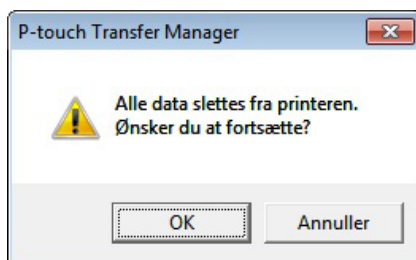 P-touch Transfer Manager
Alle data slettes fra printeren.
Ønsker du at fortsætte?
OK
Annuller